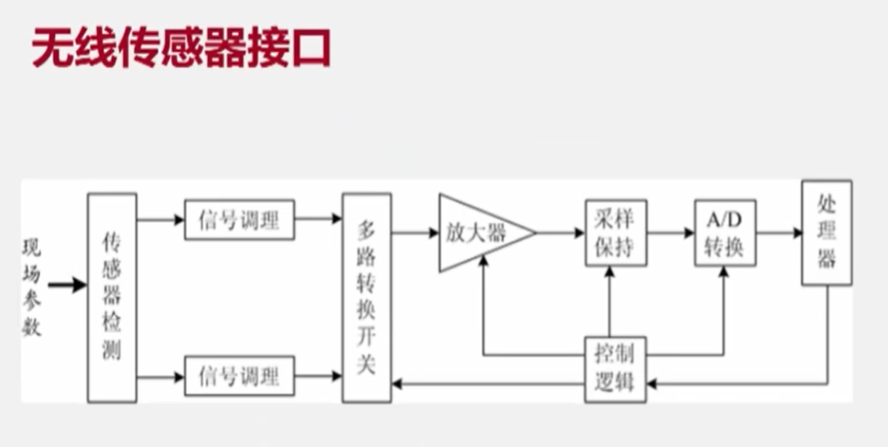 无线传感器接口
现场参数
传感器检测
信号调理
信号调理
多路转换开关
放大器
采样
保持
A/D
转换
处理器
控制
逻辑